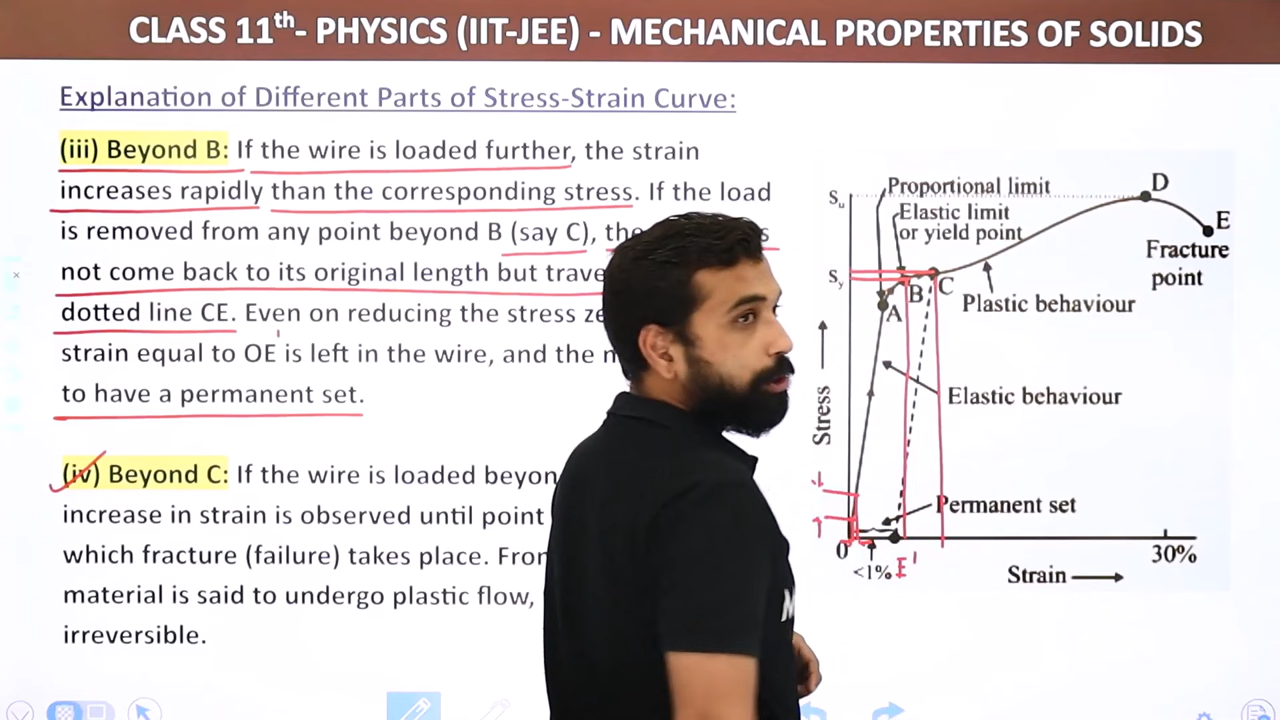 CLASS 11th- PHYSICS (IIT-JEE) - MECHANICAL PROPERTIES OF SOLIDS
Explanation of Different Parts of Stress-Strain Curve:
(iii) Beyond B: If the wire is loaded further, the strain
increases rapidly than the corresponding stress. If the load
is removed from any point beyond B (say C), the
not come back to its original length but
dotted line CE. Even on reducing the stress
strain equal to OE' is left in the wire, and the
to have a permanent set.
(iv) Beyond C: If the wire is loaded
increase in strain is observed until point
which fracture (failure) takes place.
material is said to undergo plastic flow,
irreversible.
Su
Proportional limit
D
Elastic limit
or yield point
E
Fracture
point
Sy
B
C
A
Plastic behaviour
Elastic behaviour
Stress
Permanent set
0
<1%
E'
30%
Strain